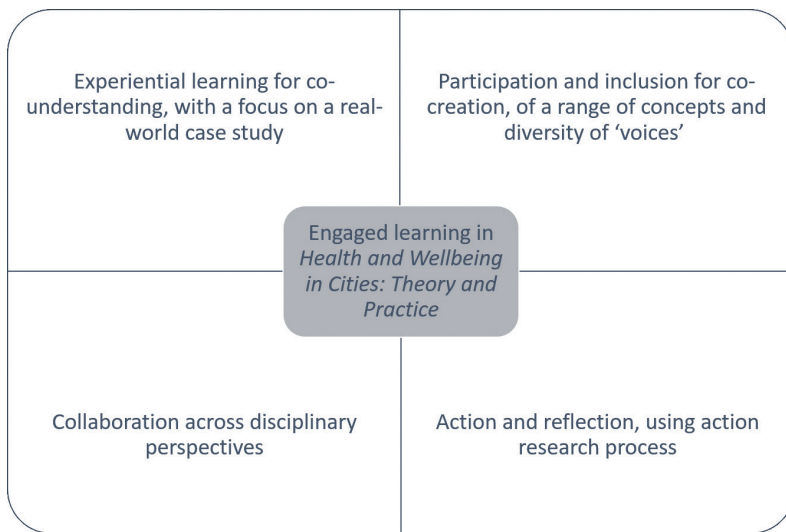 Experiential learning for co-
understanding, with a focus on a real-
world case study
Participation and inclusion for co-
creation, of a range of concepts and
diversity of ‘voices’
Engaged learning in
Health and Wellbeing
in Cities: Theory and
Practice
Collaboration across disciplinary
perspectives
Action and reflection, using action
research process